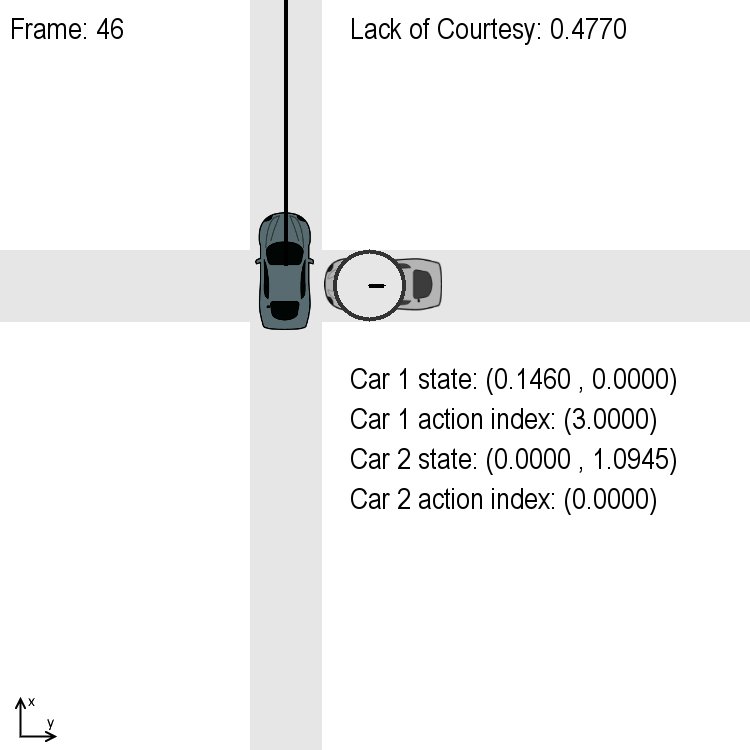 Frame: 46
Lack of Courtesy: 0.4770
Car 1 state: (0.1460 , 0.0000)
Car 1 action index: (3.0000)
Car 2 state: (0.0000 , 1.0945)
Car 2 action index: (0.0000)
x
y